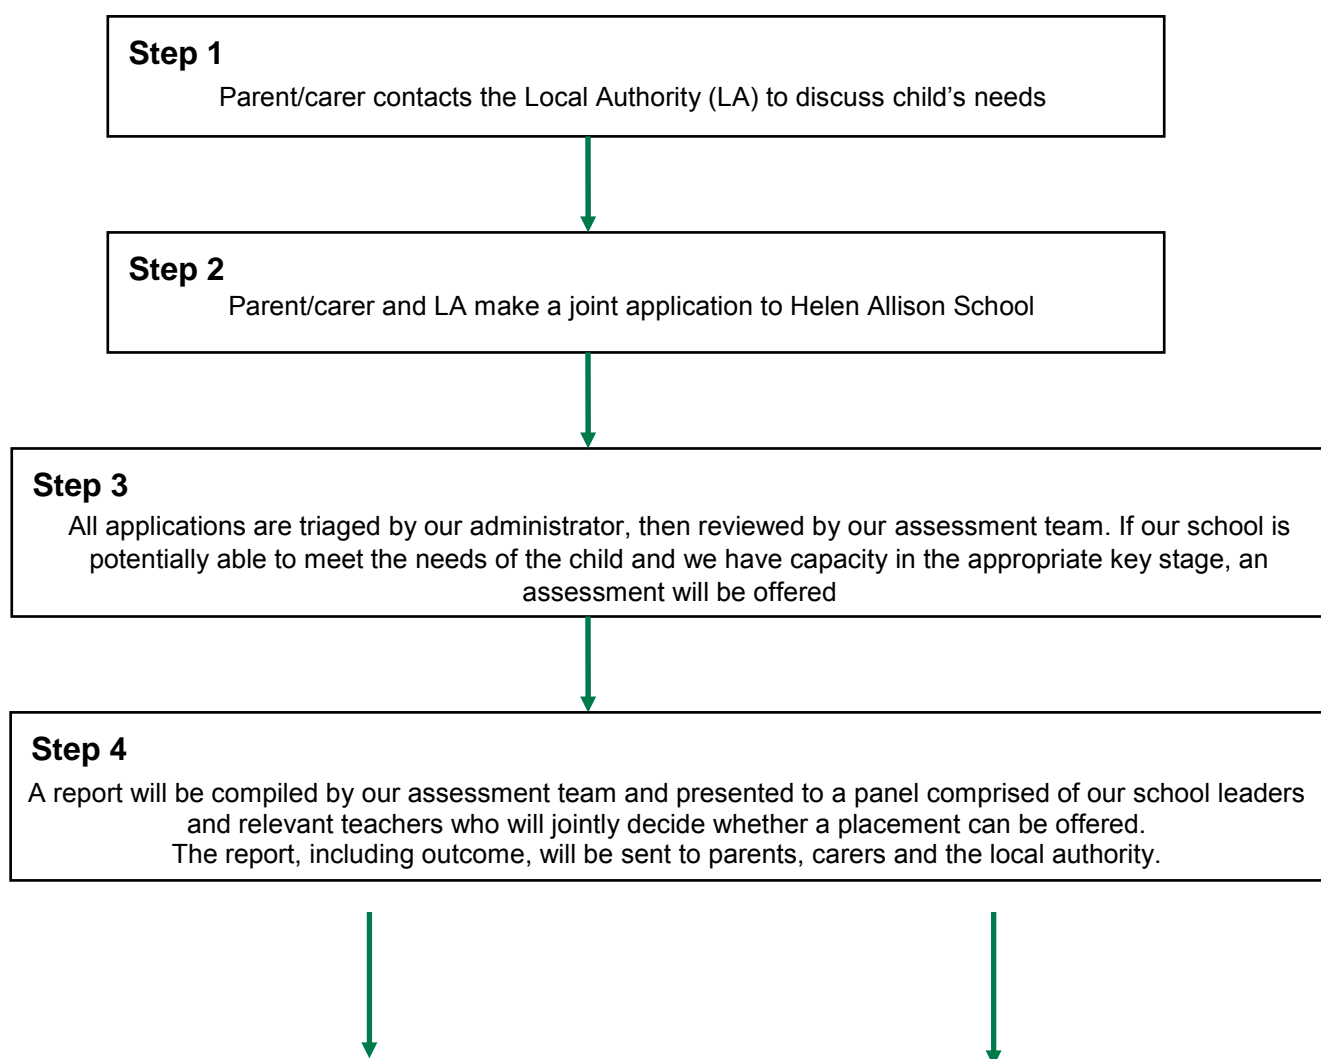 Step 1
Parent/carer contacts the Local Authority (LA) to discuss child’s needs
Step 2
Parent/carer and LA make a joint application to Helen Allison School
Step 3
All applications are triaged by our administrator, then reviewed by our assessment team. If our school is
potentially able to meet the needs of the child and we have capacity in the appropriate key stage, an
assessment will be offered
Step 4
A report will be compiled by our assessment team and presented to a panel comprised of our school leaders
and relevant teachers who will jointly decide whether a placement can be offered.
The report, including outcome, will be sent to parents, carers and the local authority.